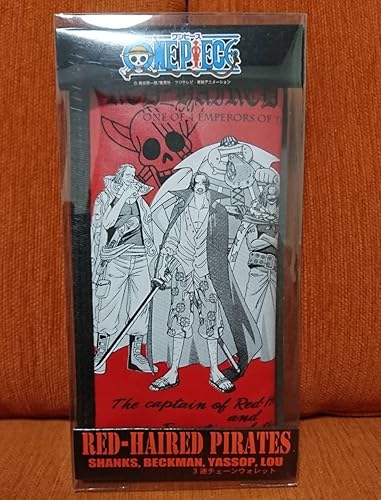 ワンピース
ONE PIECE
ONE OF 4 EMPERORS OF
The captain of Red
and
RED-HAIRED PIRATES
SHANKS, BECKMAN, YASSOP, LOU
3連チェーンウォレット